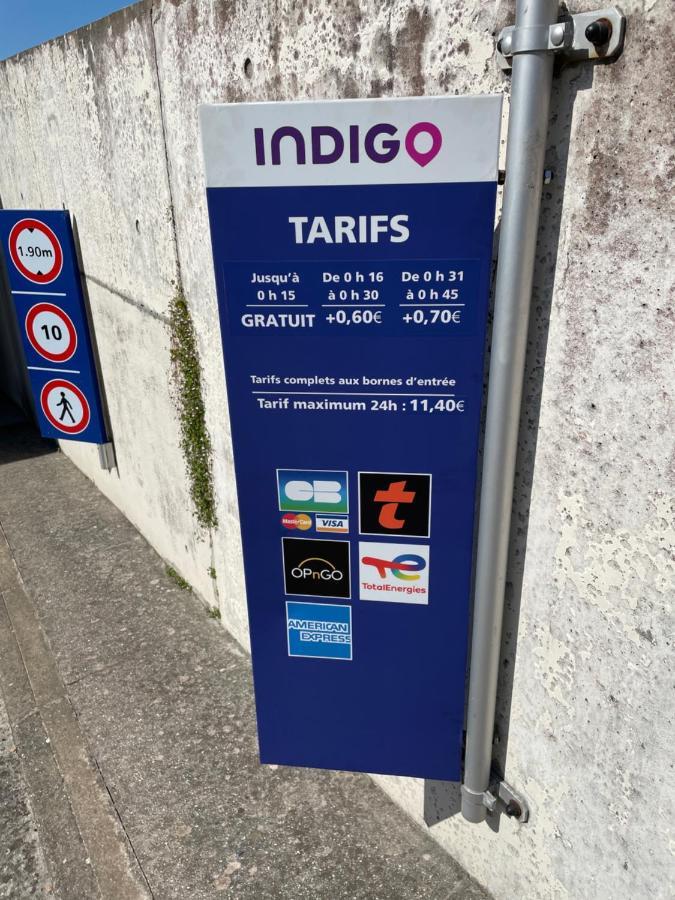 INDIGO
TARIFS
Jusqu'à
0 h 15
GRATUIT
De 0 h 16
à 0 h 30
+0,60€
De 0 h 31
à 0 h 45
+0,70€
Tarifs complets aux bornes d'entrée
Tarif maximum 24h : 11,40€
CB
MasterCard
VISA
t
OPnGO
TotalEnergies
AMERICAN
EXPRESS
1.90m
10